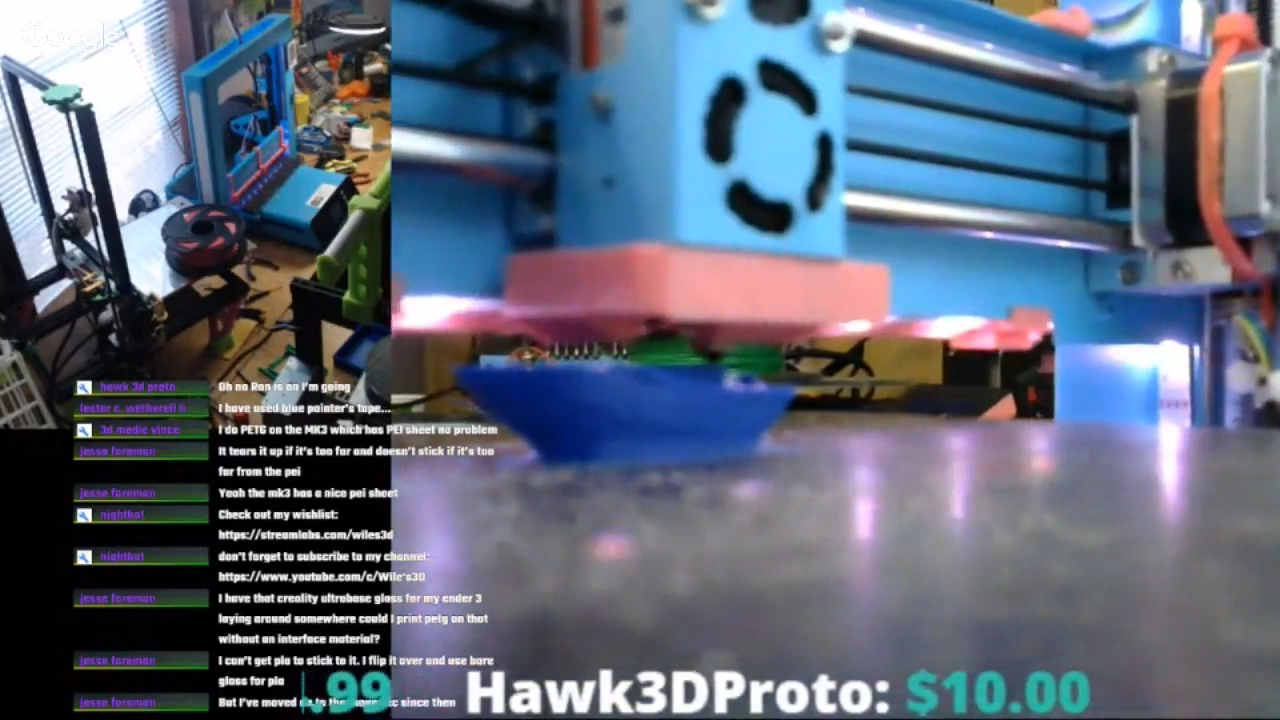 Google
hawk 3d proto Oh no Ron is on I'm going
lester c. wetherell ii I have used blue painter's tape...
3d medic vince I do PETG on the MK3 which has PEI sheet no problem
jesse foreman It tears it up if it's too far and doesn't stick if it's too
far from the pei
jesse foreman Yeah the mk3 has a nice pei sheet
nightbot Check out my wishlist:
https://streamlabs.com/wiles3d
nightbot don't forget to subscribe to my channel:
https://www.youtube.com/c/Wile's3D
jesse foreman I have that creality ultrabase glass for my ender 3
laying around somewhere could I print petg on that
without an interface material?
jesse foreman I can't get pla to stick to it. I flip it over and use bare
glass for pla
jesse foreman But I've moved since then
.99 Hawk3DProto: $10.00